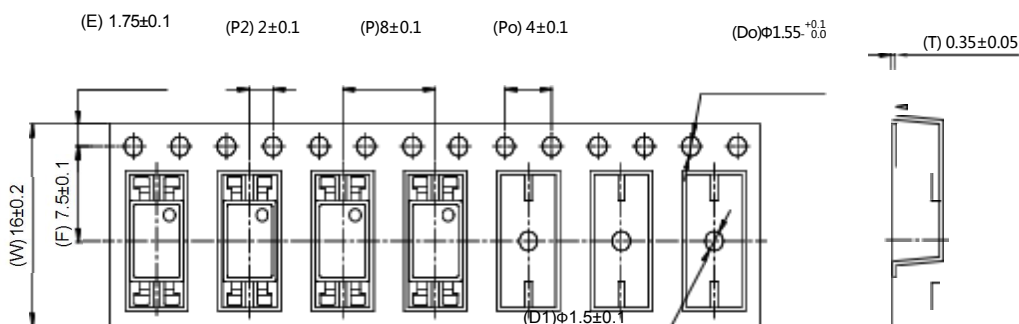 (E) 1.75±0.1
(P2) 2±0.1
(P)8±0.1
(Po) 4±0.1
(Do)Φ1.55 +0.1 -0.0
(T) 0.35±0.05
(W) 16±0.2
(F) 7.5±0.1
(D1)φ1.5±0.1